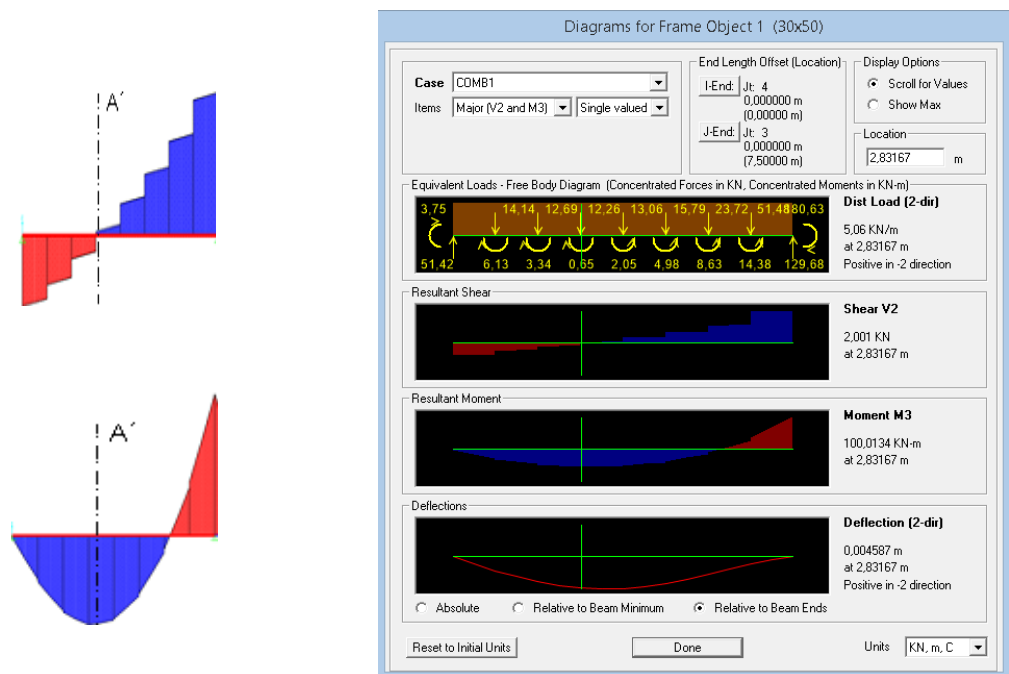 A´
A´
Diagrams for Frame Object 1 (30x50)
Case COMB1
Items Major (V2 and M3) Single valued
End Length Offset (Location)
I-End: Jt: 4
0,000000 m
(0,00000 m)
J-End: Jt: 3
0,000000 m
(7,50000 m)
Display Options
Scroll for Values
Show Max
Location
2,83167 m
Equivalent Loads - Free Body Diagram (Concentrated Forces in KN, Concentrated Moments in KN-m)
3,75 14,14 12,69 12,26 13,06 15,79 23,72 51,48 180,63
51,42 6,13 3,34 0,65 2,05 4,98 8,63 14,38 129,68
Dist Load (2-dir)
5,06 KN/m
at 2,83167 m
Positive in -2 direction
Resultant Shear
Shear V2
2,001 KN
at 2,83167 m
Resultant Moment
Moment M3
100,0134 KN-m
at 2,83167 m
Deflections
Deflection (2-dir)
0,004587 m
at 2,83167 m
Positive in -2 direction
Absolute Relative to Beam Minimum Relative to Beam Ends
Reset to Initial Units Done Units KN, m, C